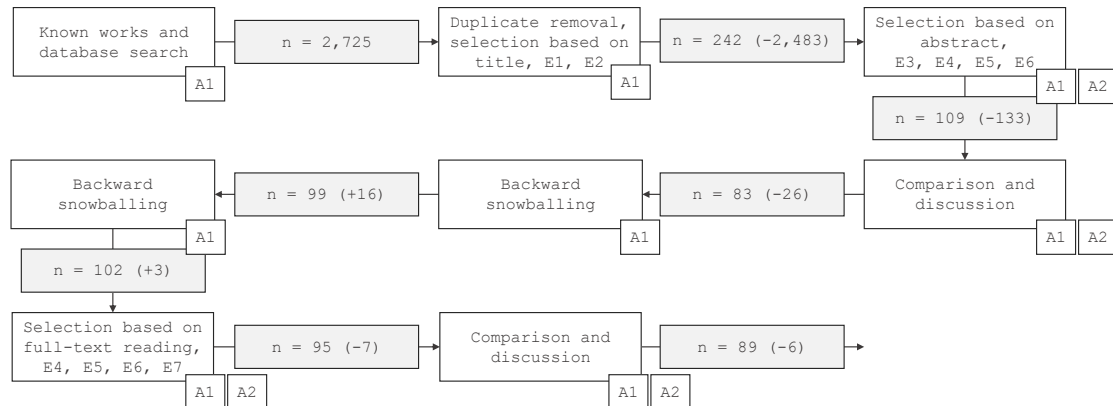 Known works and
database search
A1
n = 2,725
Duplicate removal,
selection based on
title, E1, E2
A1
n = 242 (-2,483)
Selection based on
abstract,
E3, E4, E5, E6
A1
A2
n = 109 (-133)
Comparison and
discussion
A1
A2
n = 83 (-26)
Backward
snowballing
A1
n = 99 (+16)
Backward
snowballing
A1
n = 102 (+3)
Selection based on
full-text reading,
E4, E5, E6, E7
A1
A2
n = 95 (-7)
Comparison and
discussion
A1
A2
n = 89 (-6)